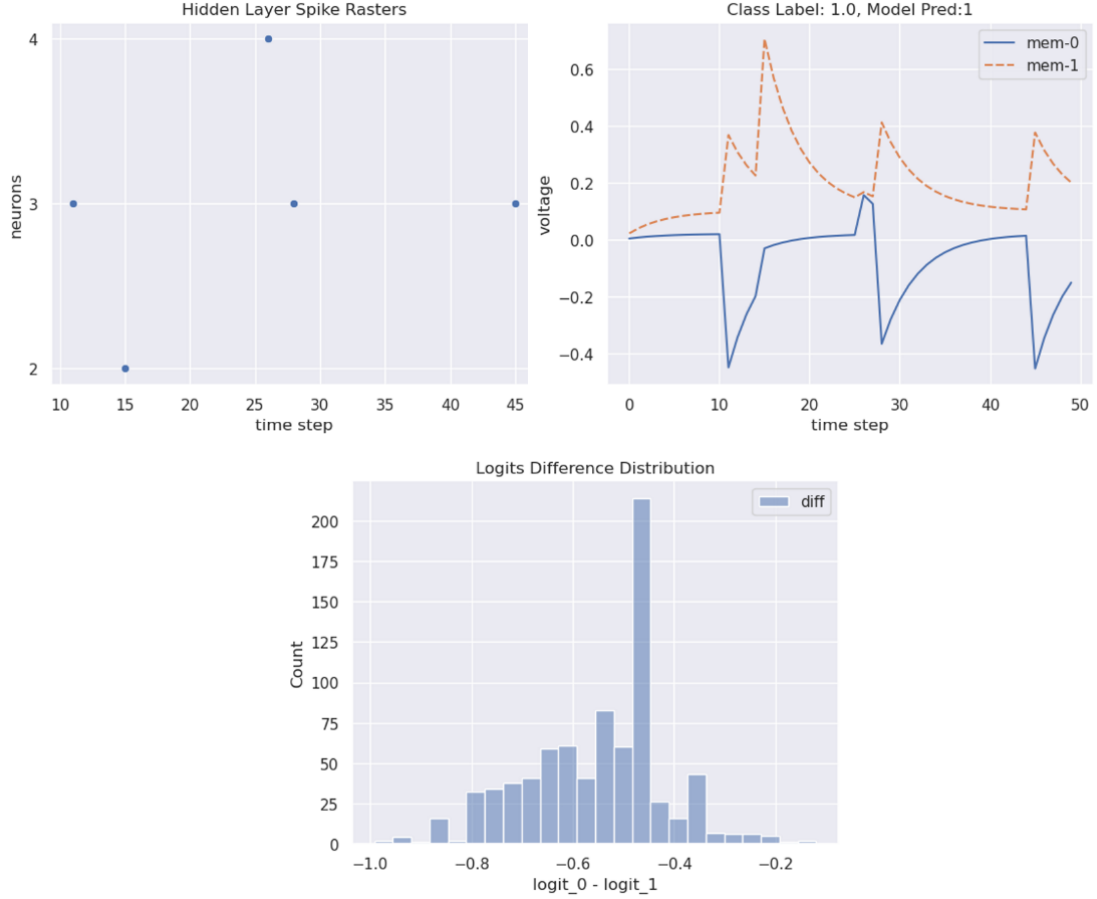 Hidden Layer Spike Rasters
4
3
2
neurons
10 15 20 25 30 35 40 45
time step
Class Label: 1.0, Model Pred:1
mem-0
mem-1
0.6
0.4
0.2
0.0
−0.2
−0.4
voltage
0 10 20 30 40 50
time step
Logits Difference Distribution
diff
200
175
150
125
100
75
50
25
0
Count
−1.0 −0.8 −0.6 −0.4 −0.2
logit_0 - logit_1